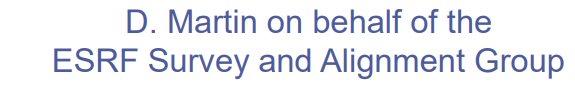 D. Martin on behalf of the
ESRF Survey and Alignment Group